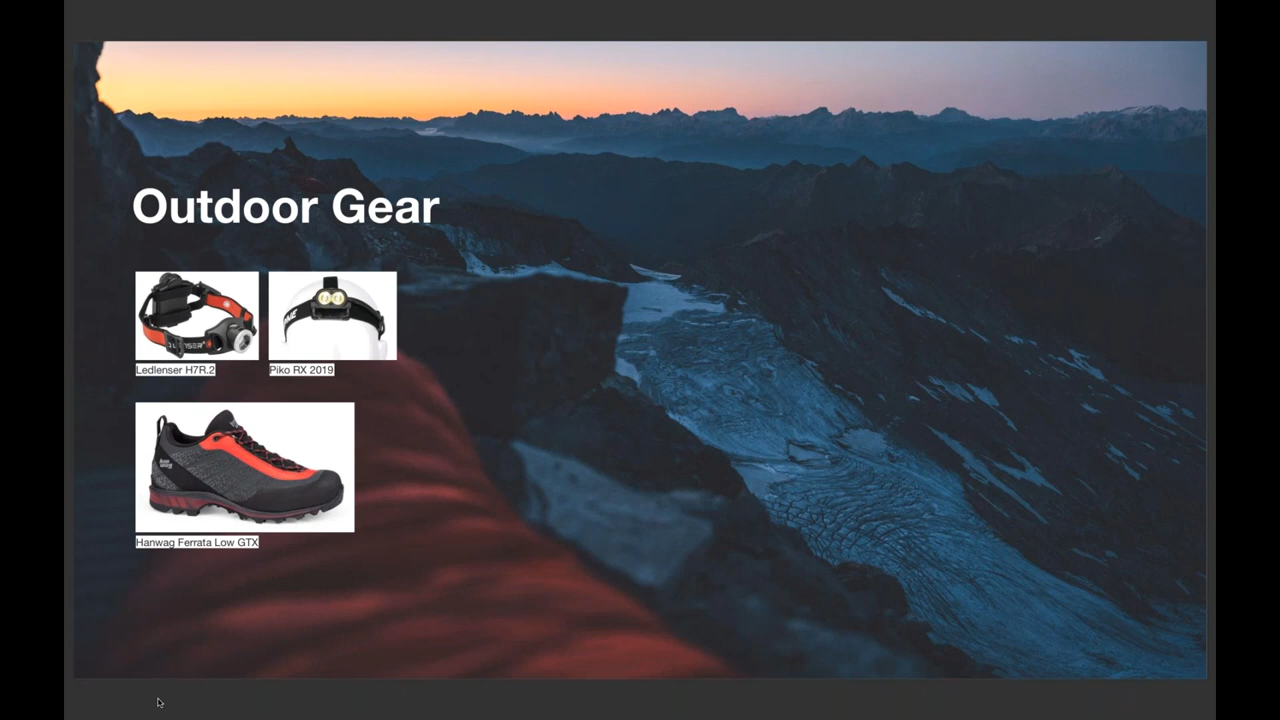 Outdoor Gear
Ledlenser H7R.2
Piko RX 2019
Hanwag Ferrata Low GTX